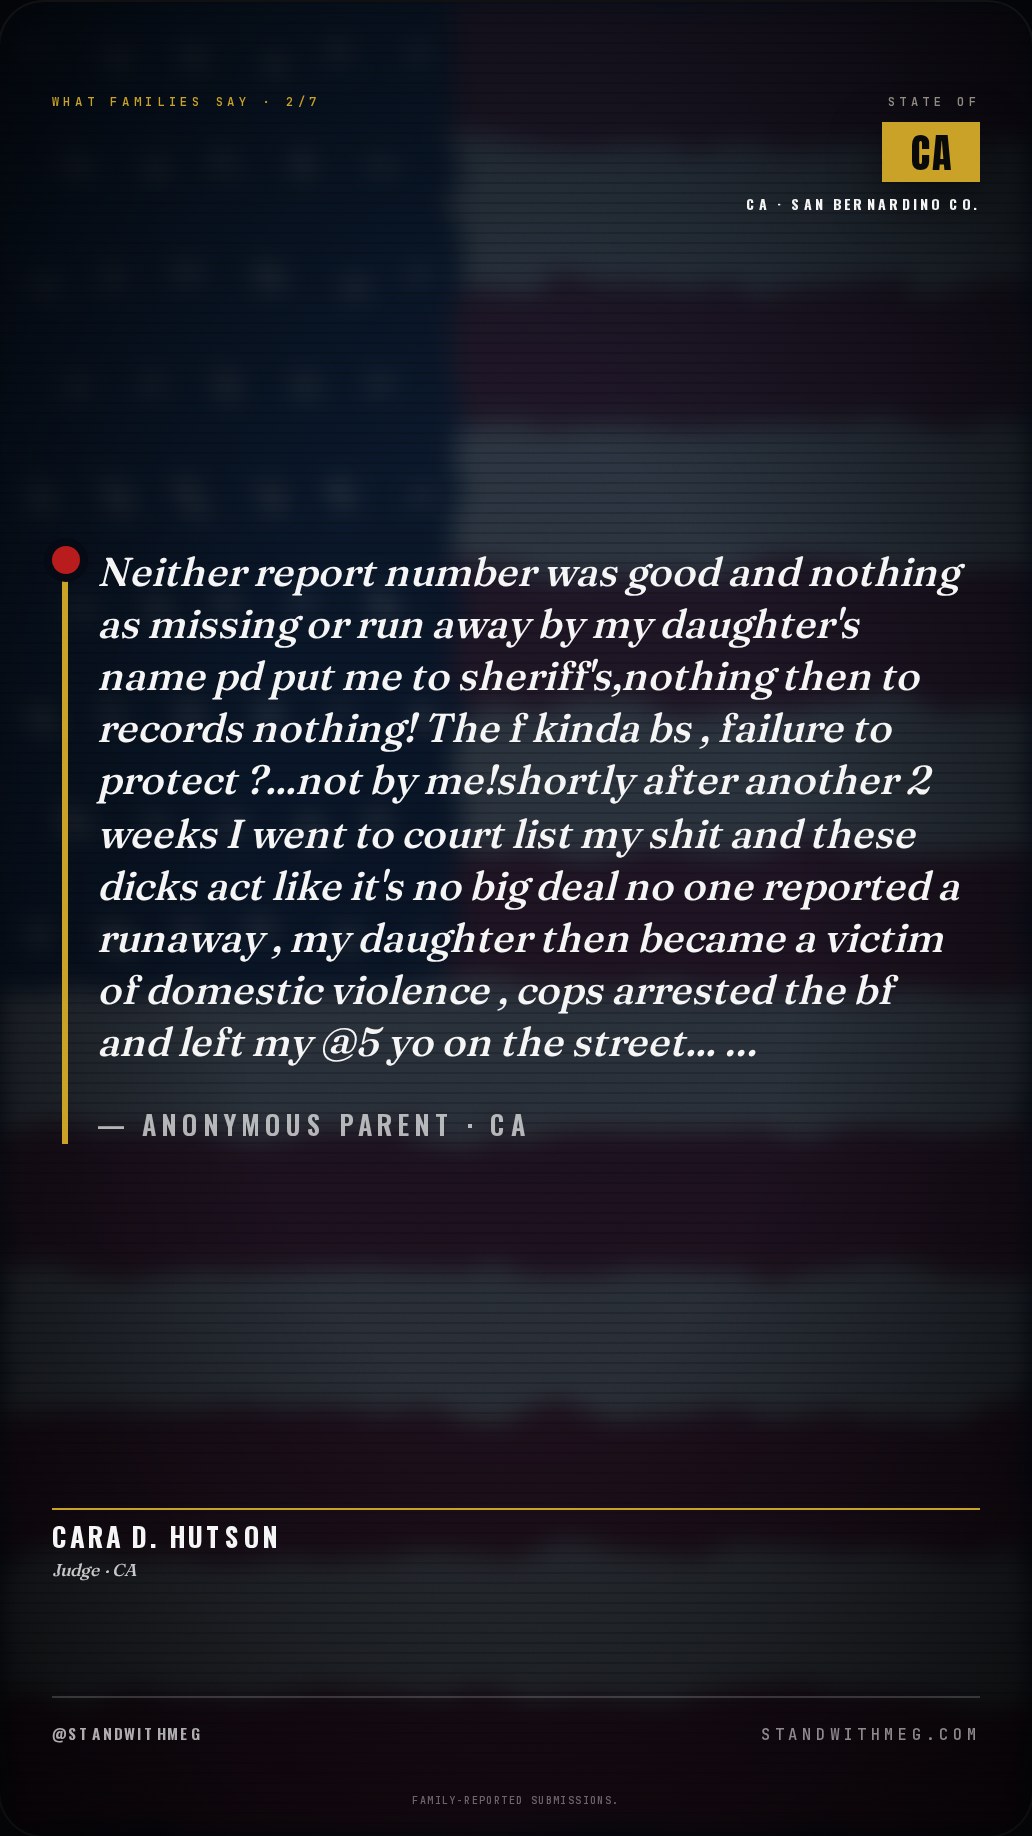 WHAT FAMILIES SAY · 2/7
STATE OF
CA
CA · SAN BERNARDINO CO.
Neither report number was good and nothing
as missing or run away by my daughter's
name pd put me to sheriff's,nothing then to
records nothing! The f kinda bs , failure to
protect ?...not by me!shortly after another 2
weeks I went to court list my shit and these
dicks act like it's no big deal no one reported a
runaway , my daughter then became a victim
of domestic violence , cops arrested the bf
and left my @5 yo on the street... ...
— ANONYMOUS PARENT · CA
CARA D. HUTSON
Judge · CA
@STANDWITHMEG
STANDWITHMEG.COM
FAMILY-REPORTED SUBMISSIONS.